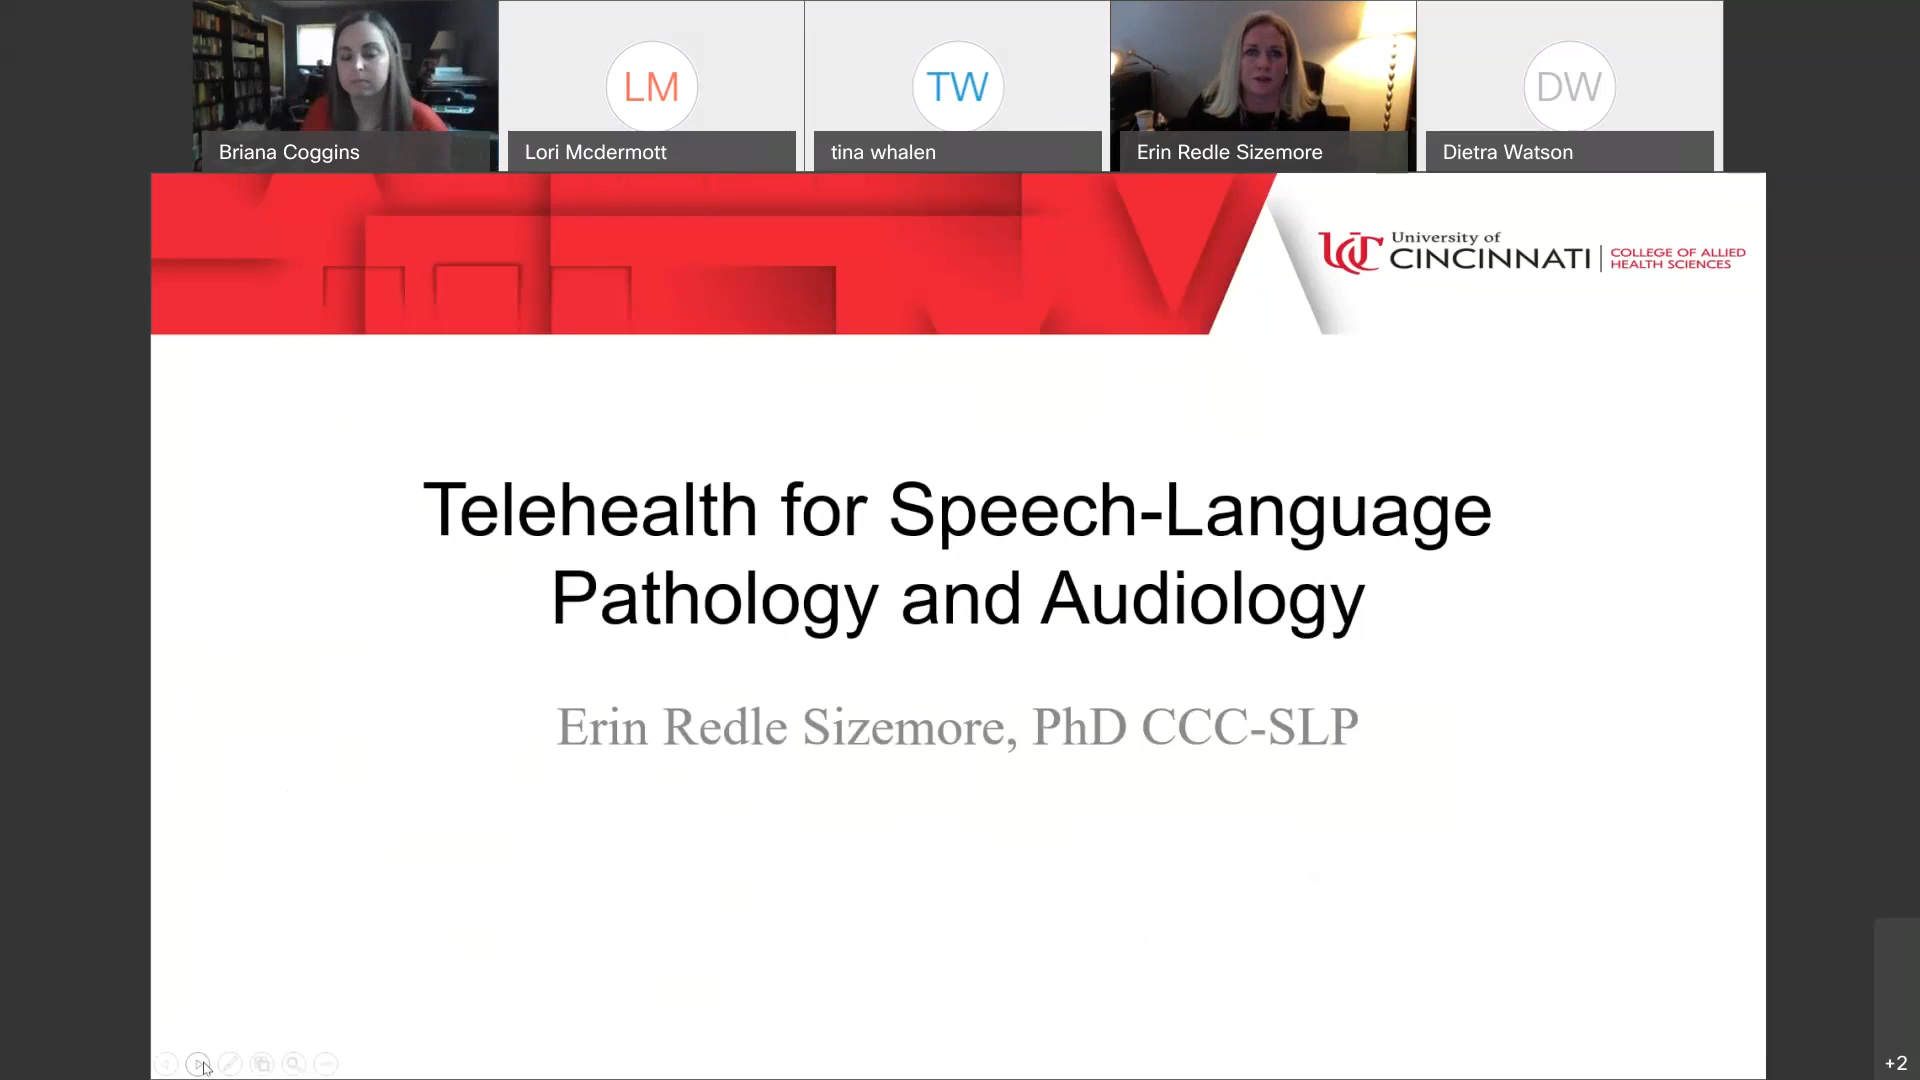 LM
TW
DW
Briana Coggins
Lori Mcdermott
tina whalen
Erin Redle Sizemore
Dietra Watson
UC
University of
CINCINNATI
COLLEGE OF ALLIED
HEALTH SCIENCES
Telehealth for Speech-Language
Pathology and Audiology
Erin Redle Sizemore, PhD CCC-SLP
+2